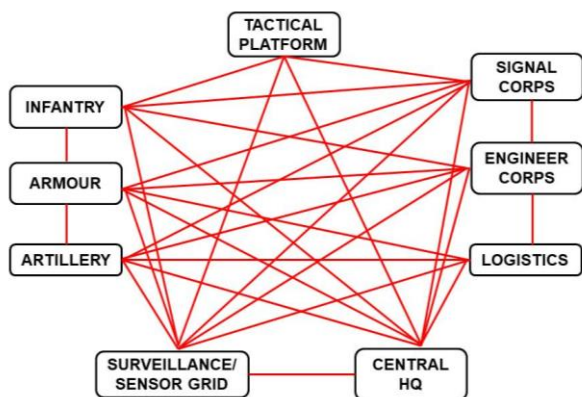 TACTICAL
PLATFORM
SIGNAL
CORPS
INFANTRY
ENGINEER
CORPS
ARMOUR
ARTILLERY
LOGISTICS
SURVEILLANCE/
SENSOR GRID
CENTRAL
HQ